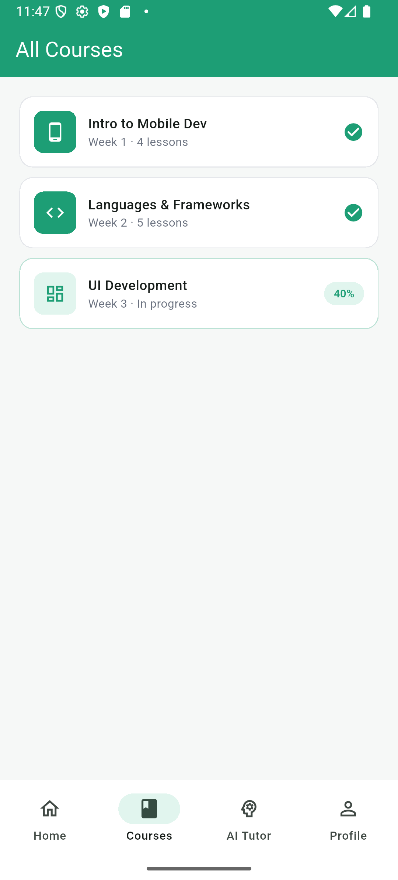 11:47
All Courses
Intro to Mobile Dev
Week 1 · 4 lessons
Languages & Frameworks
Week 2 · 5 lessons
UI Development
Week 3 · In progress
40%
Home
Courses
AI Tutor
Profile